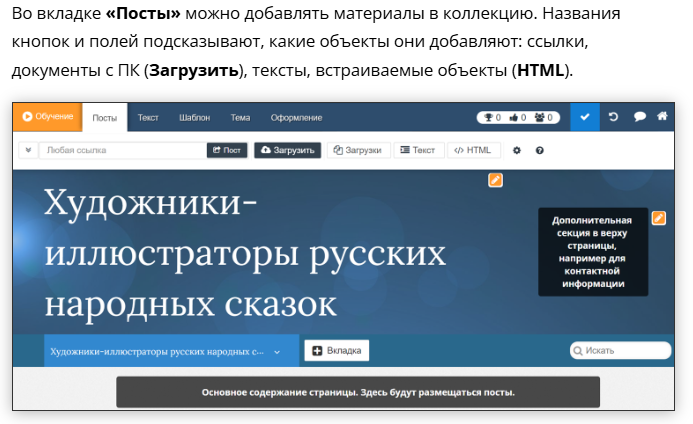 Во вкладке «Посты» можно добавлять материалы в коллекцию. Названия
кнопок и полей подсказывают, какие объекты они добавляют: ссылки,
документы с ПК (Загрузить), тексты, встраиваемые объекты (HTML).
Обучение Посты Текст Шаблон Тема Оформление 0 0 0
Любая ссылка Пост Загрузить Загрузки Текст </> HTML
Художники-
иллюстраторы русских
народных сказок
Дополнительная
секция в верху
страницы,
например для
контактной
информации
Художники-иллюстраторы русских народных с... Вкладка Искать
Основное содержание страницы. Здесь будут размещаться посты.